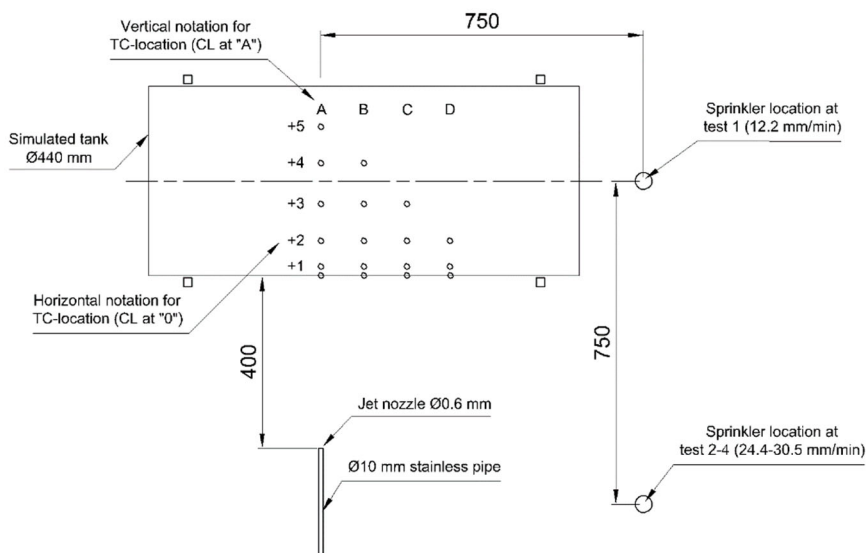 750
Vertical notation for
TC-location (CL at "A")
Sprinkler location at
test 1 (12.2 mm/min)
Simulated tank
Ø440 mm
A B C D
+5
+4
+3
+2
+1
Horizontal notation for
TC-location (CL at "0")
400
750
Jet nozzle Ø0.6 mm
Ø10 mm stainless pipe
Sprinkler location at
test 2-4 (24.4-30.5 mm/min)